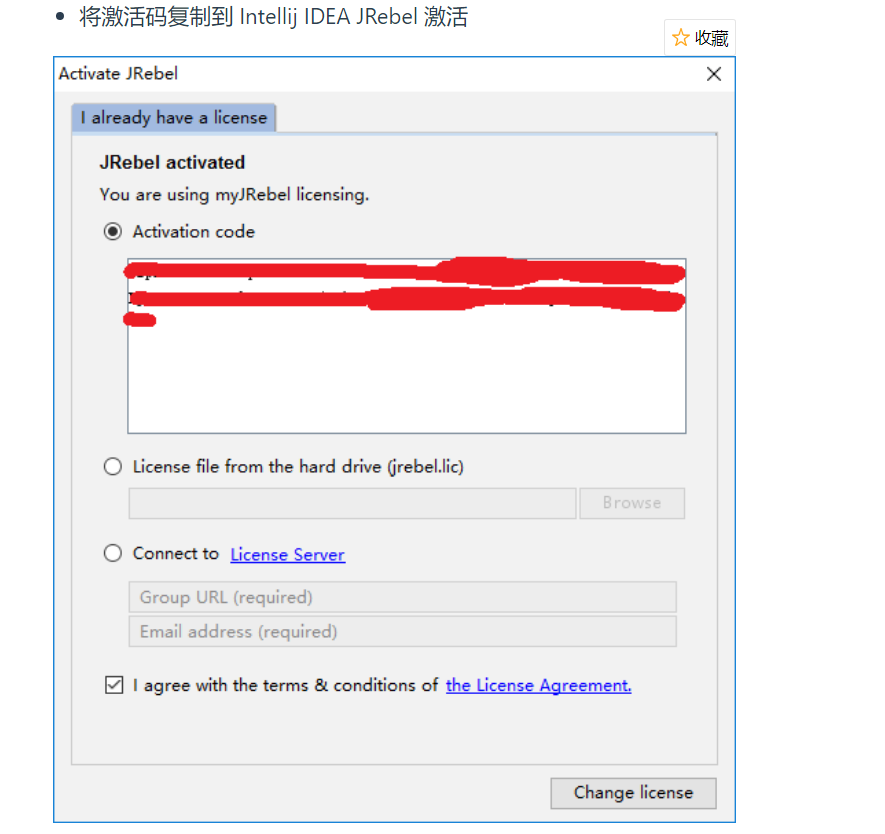 将激活码复制到 Intellij IDEA JRebel 激活
收藏
Activate JRebel
I already have a license
JRebel activated
You are using myJRebel licensing.
Activation code
License file from the hard drive (jrebel.lic)
Browse
Connect to License Server
Group URL (required)
Email address (required)
I agree with the terms & conditions of the License Agreement.
Change license